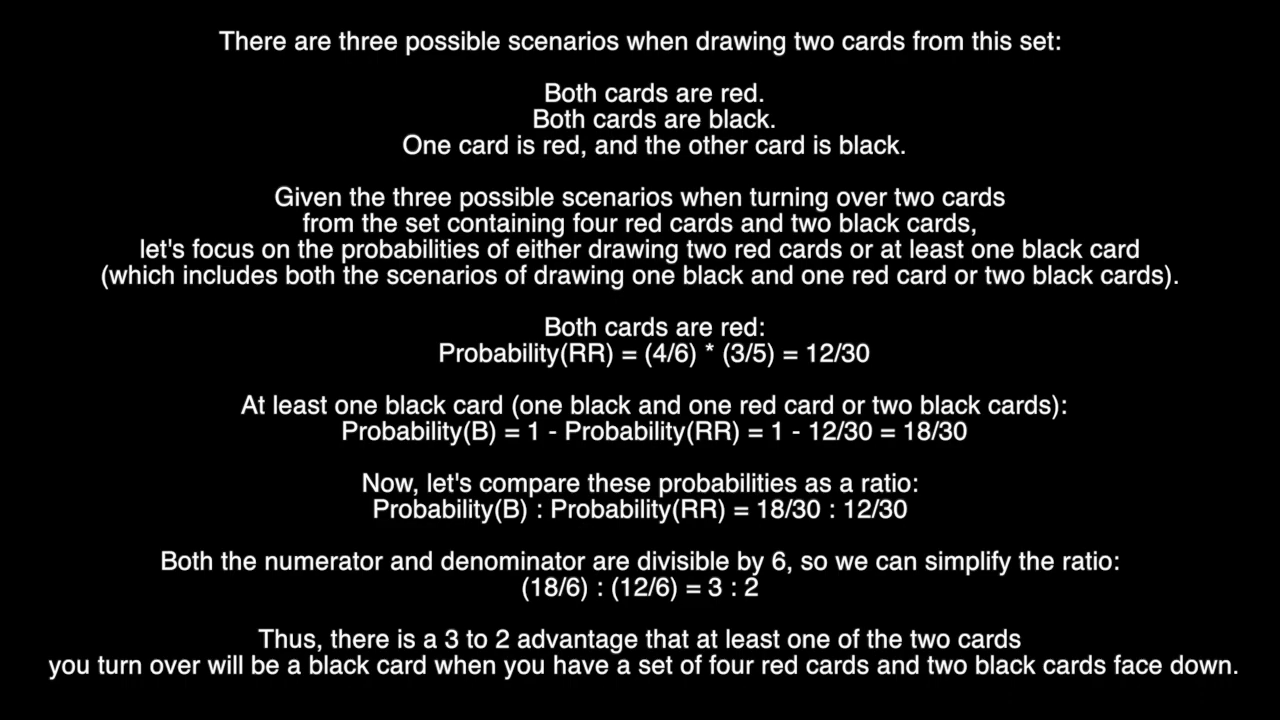 There are three possible scenarios when drawing two cards from this set:
Both cards are red.
Both cards are black.
One card is red, and the other card is black.
Given the three possible scenarios when turning over two cards
from the set containing four red cards and two black cards,
let's focus on the probabilities of either drawing two red cards or at least one black card
(which includes both the scenarios of drawing one black and one red card or two black cards).
Both cards are red:
Probability(RR) = (4/6) * (3/5) = 12/30
At least one black card (one black and one red card or two black cards):
Probability(B) = 1 - Probability(RR) = 1 - 12/30 = 18/30
Now, let's compare these probabilities as a ratio:
Probability(B) : Probability(RR) = 18/30 : 12/30
Both the numerator and denominator are divisible by 6, so we can simplify the ratio:
(18/6) : (12/6) = 3 : 2
Thus, there is a 3 to 2 advantage that at least one of the two cards
you turn over will be a black card when you have a set of four red cards and two black cards face down.